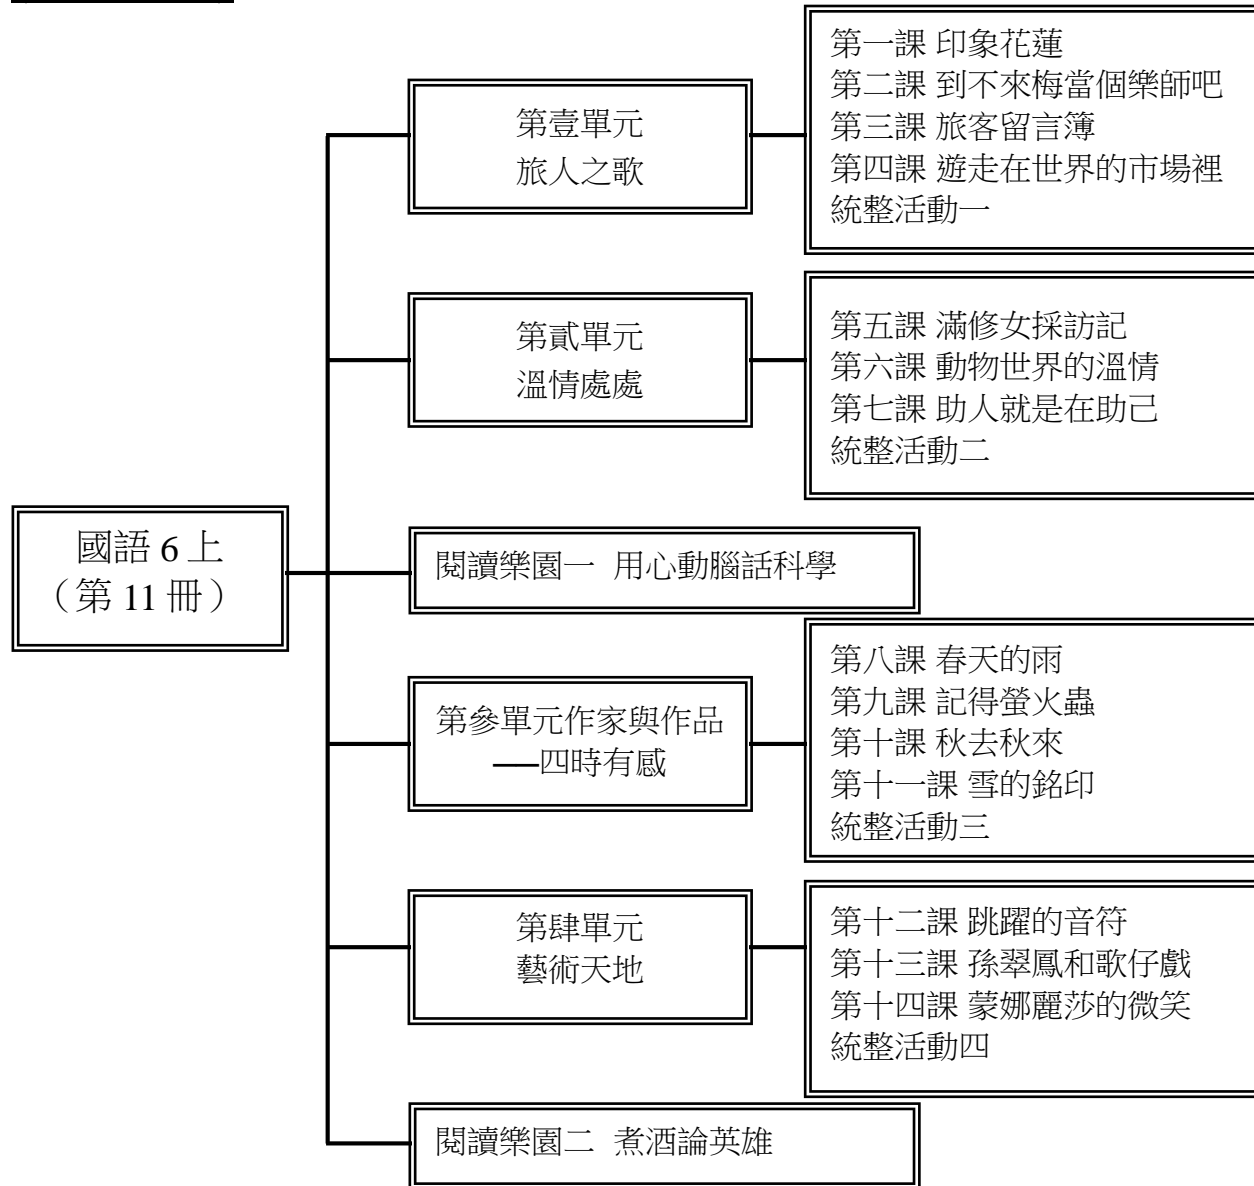 國語 6 上
（第 11 冊）
第壹單元
旅人之歌
第一課 印象花蓮
第二課 到不來梅當個樂師吧
第三課 旅客留言簿
第四課 遊走在世界的市場裡
統整活動一
第貳單元
溫情處處
第五課 滿修女採訪記
第六課 動物世界的溫情
第七課 助人就是在助己
統整活動二
閱讀樂園一 用心動腦話科學
第參單元作家與作品
──四時有感
第八課 春天的雨
第九課 記得螢火蟲
第十課 秋去秋來
第十一課 雪的銘印
統整活動三
第肆單元
藝術天地
第十二課 跳躍的音符
第十三課 孫翠鳳和歌仔戲
第十四課 蒙娜麗莎的微笑
統整活動四
閱讀樂園二 煮酒論英雄